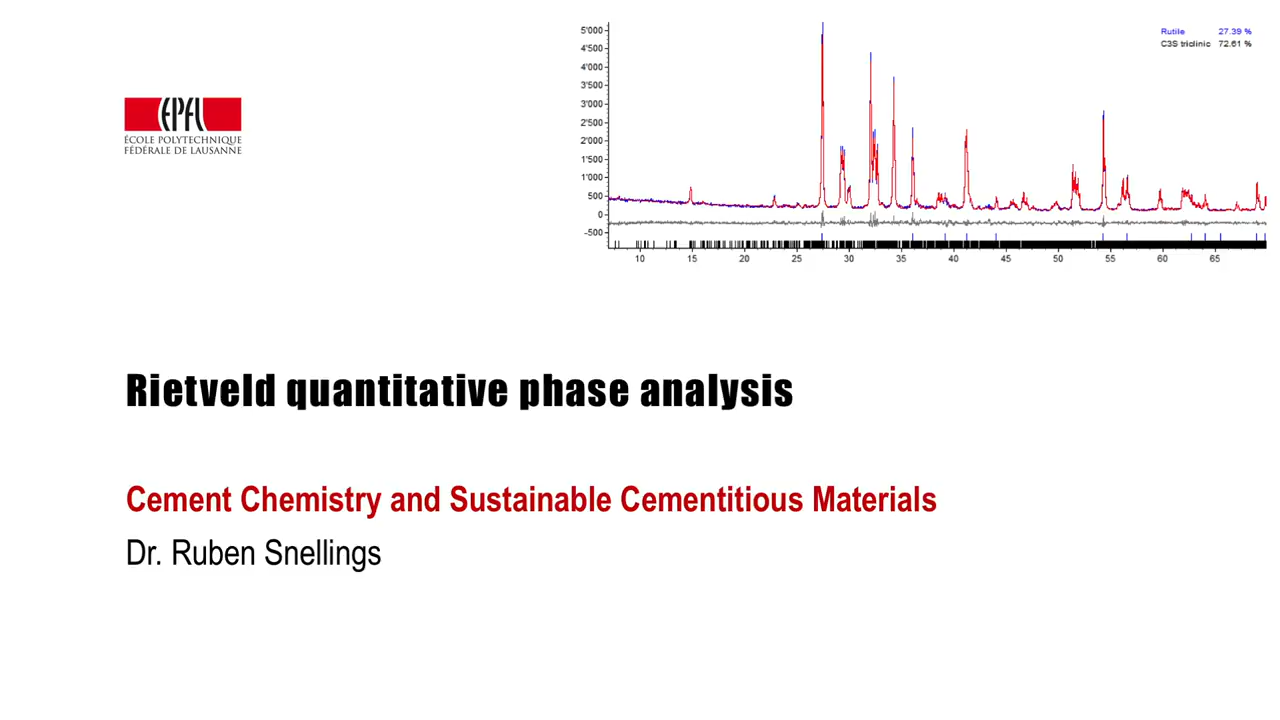 5'000
4'500
4'000
3'500
3'000
2'500
2'000
1'500
1'000
500
0
-500
Rutile 27.39 %
C3S triclinic 72.61 %
10 15 20 25 30 35 40 45 50 55 60 65
EPFL
ÉCOLE POLYTECHNIQUE
FÉDÉRALE DE LAUSANNE
Rietveld quantitative phase analysis
Cement Chemistry and Sustainable Cementitious Materials
Dr. Ruben Snellings